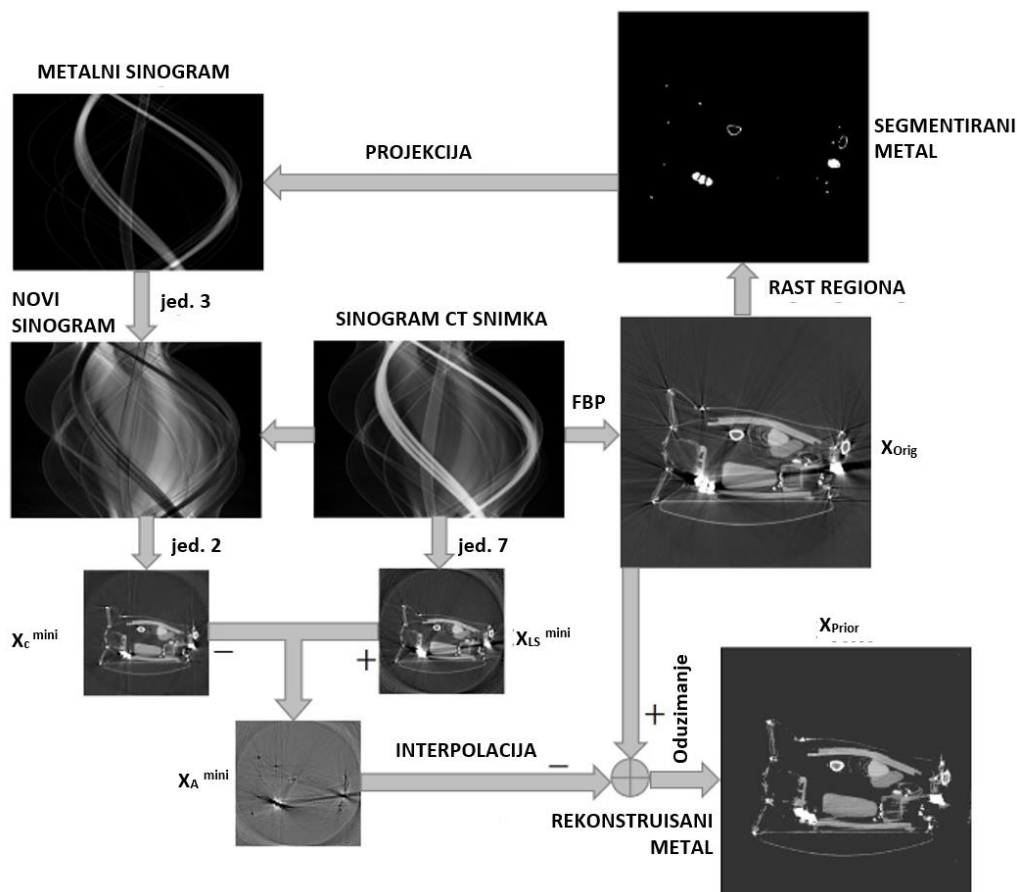 METALNI SINOGRAM
PROJEKCIJA
SEGMENTIRANI
METAL
NOVI
SINOGRAM
jed. 3
SINOGRAM CT SNIMKA
RAST REGIONA
FBP
XOrig
jed. 2
jed. 7
Xc mini
−
+
XLS mini
XPrior
XA mini
INTERPOLACIJA
−
+
Oduzimanje
REKONSTRUISANI
METAL